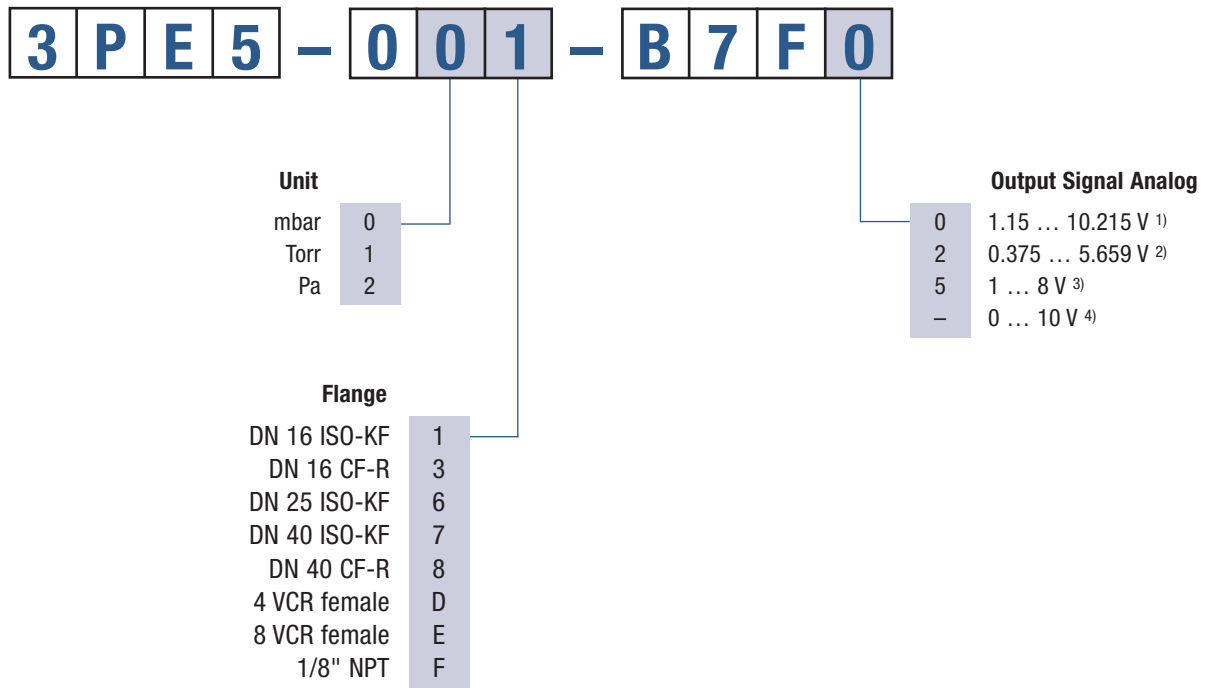 3PE5 – 001 – B7F0
Unit
mbar 0
Torr 1
Pa 2
Output Signal Analog
0 1.15 … 10.215 V 1)
2 0.375 … 5.659 V 2)
5 1 … 8 V 3)
– 0 … 10 V 4)
Flange
DN 16 ISO-KF 1
DN 16 CF-R 3
DN 25 ISO-KF 6
DN 40 ISO-KF 7
DN 40 CF-R 8
4 VCR female D
8 VCR female E
1/8" NPT F